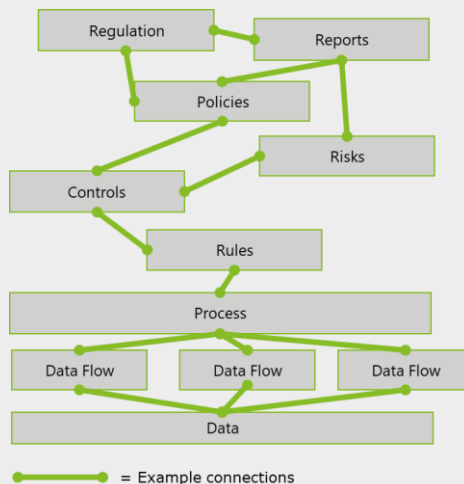 Regulation
Reports
Policies
Risks
Controls
Rules
Process
Data Flow
Data Flow
Data Flow
Data
= Example connections